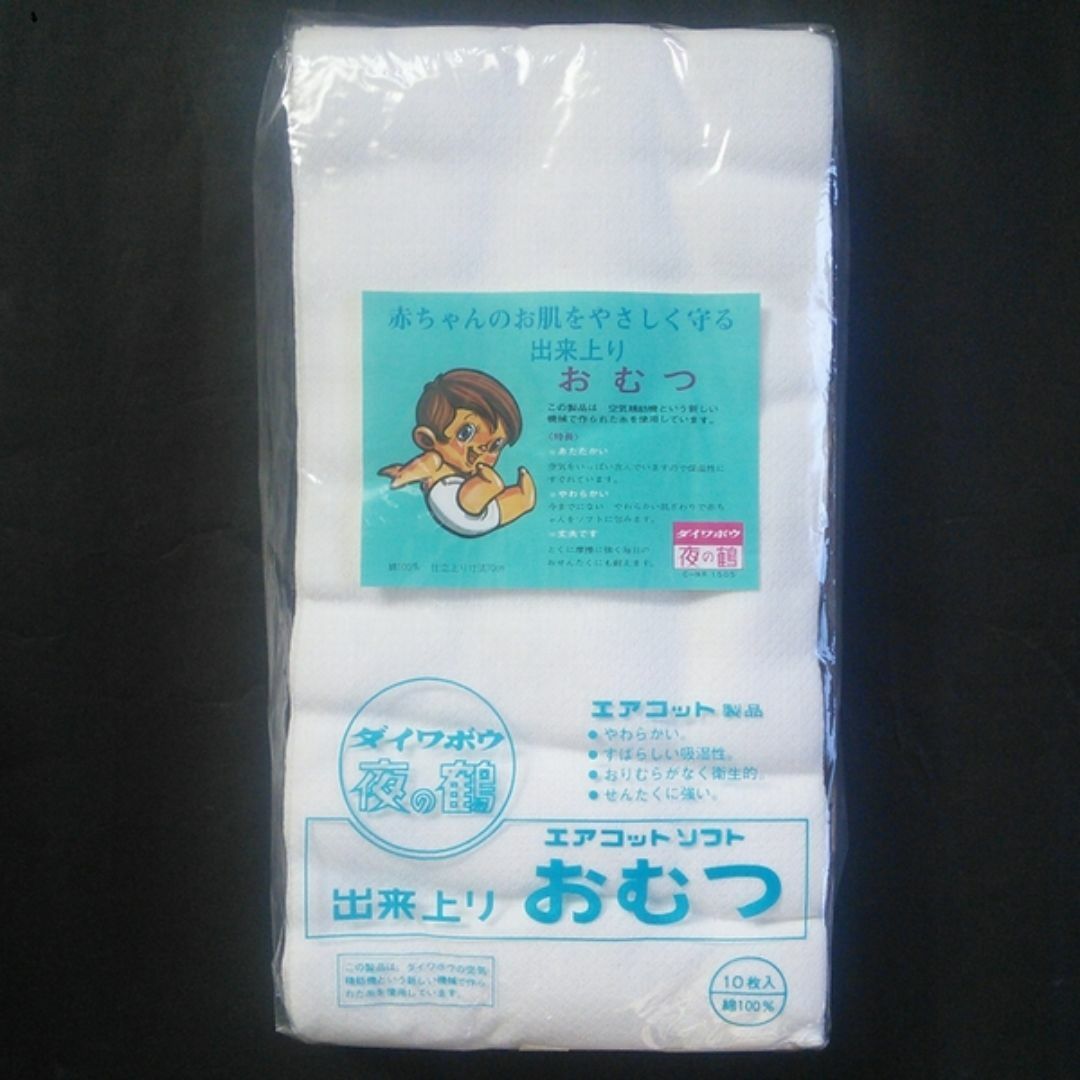 赤ちゃんのお肌をやさしく守る
出来上り
おむつ
この製品は 空気精紡機という新しい
機械で作られた糸を使用しています。
〈特長〉
あたたかい
空気をいっぱい含んでいますので保温性に
すぐれています。
やわらかい
今までにない やわらかい肌ざわりで赤ち
ゃんをソフトに包みます。
丈夫です
とくに摩擦に強く毎日の
おせんたくにも耐えます。
綿100% 仕立上り寸法70cm
ダイワボウ
夜の鶴
ダイワボウ
夜の鶴
エアコット製品
●やわらかい。
●すばらしい吸湿性。
●おりむらがなく衛生的。
●せんたくに強い。
エアコットソフト
出来上り おむつ
この製品は、ダイワボウの空気
精紡機という新しい機械で作ら
れた糸を使用しています。
10枚入
綿100%